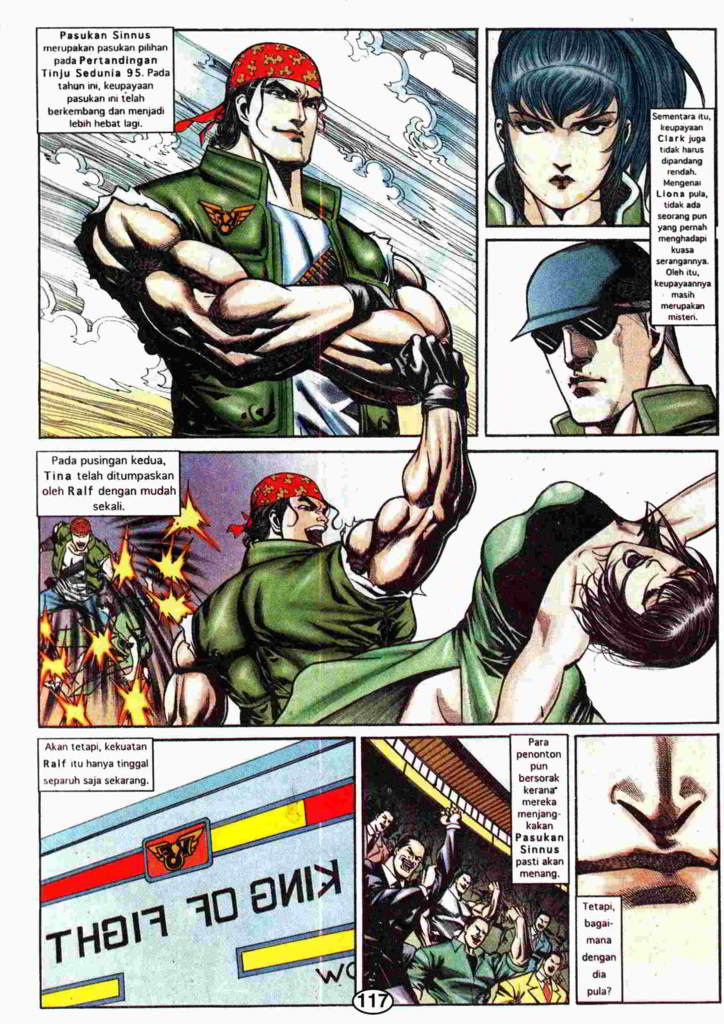 Pasukan Sinnus
merupakan pasukan pilihan
pada Pertandingan
Tinju Sedunia 95. Pada
tahun ini, keupayaan
pasukan ini telah
berkembang dan menjadi
lebih hebat lagi.
Sementara itu,
keupayaan
Clark juga
tidak harus
dipandang
rendah.
Mengenai
Llona pula,
tidak ada
seorang pun
yang pernah
menghadapi
kuasa
serangannya.
Oleh itu,
keupayaannya
masih
merupakan
misteri.
Pada pusingan kedua,
Tina telah ditumpaskan
oleh Ralf dengan mudah
sekali.
Akan tetapi, kekuatan
Ralf itu hanya tinggal
separuh saja sekarang.
KING OF FIGHT
WO
Para
penonton
pun
bersorak
kerana
mereka
menjang-
kakan
Pasukan
Sinnus
pasti akan
menang.
Tetapi,
bagai-
mana
dengan
dia
pula?
117